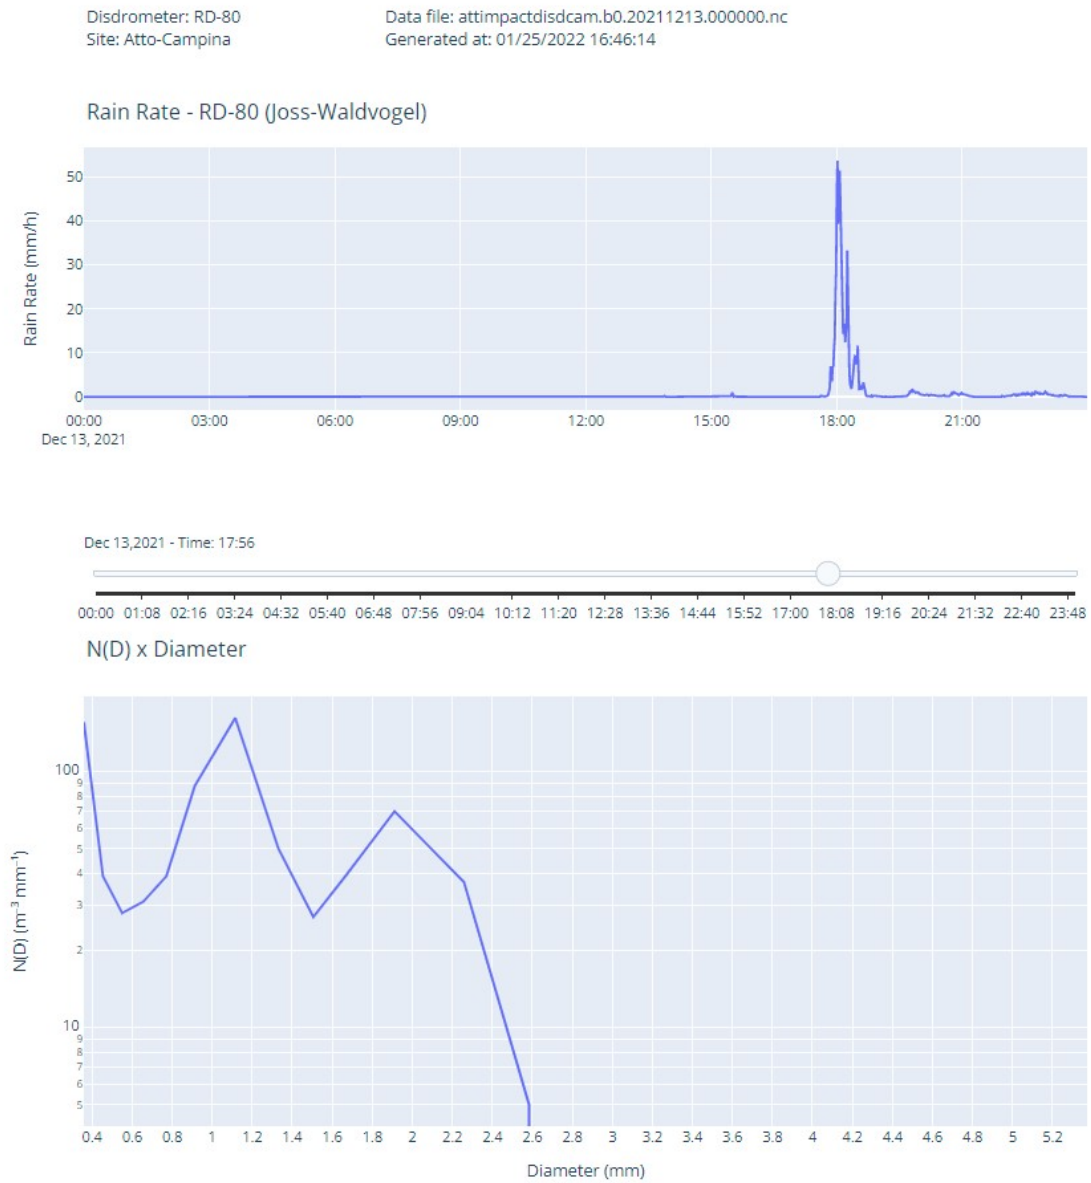 Disdrometer: RD-80 Data file: attimpactdisdcam.b0.20211213.000000.nc
Site: Atto-Campina Generated at: 01/25/2022 16:46:14
Rain Rate - RD-80 (Joss-Waldvogel)
Rain Rate (mm/h)
50
40
30
20
10
0
00:00 03:00 06:00 09:00 12:00 15:00 18:00 21:00
Dec 13, 2021
Dec 13,2021 - Time: 17:56
00:00 01:08 02:16 03:24 04:32 05:40 06:48 07:56 09:04 10:12 11:20 12:28 13:36 14:44 15:52 17:00 18:08 19:16 20:24 21:32 22:40 23:48
N(D) x Diameter
N(D) (m⁻³ mm⁻¹)
100
9
8
7
6
5
4
3
2
10
9
8
7
6
5
0.4 0.6 0.8 1 1.2 1.4 1.6 1.8 2 2.2 2.4 2.6 2.8 3 3.2 3.4 3.6 3.8 4 4.2 4.4 4.6 4.8 5 5.2
Diameter (mm)